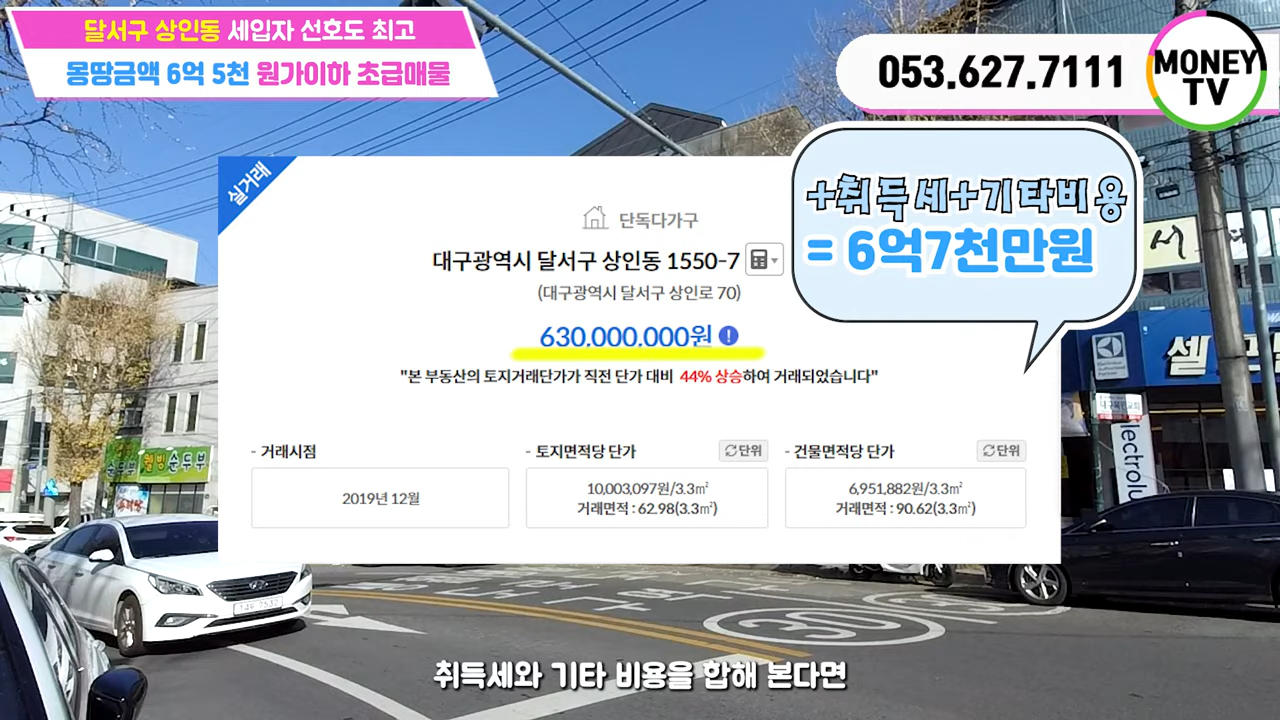 달서구 상인동 세입자 선호도 최고
몽땅금액 6억 5천 원가이하 초급매물
053.627.7111
MONEY
TV
실거래
단독다가구
대구광역시 달서구 상인동 1550-7
(대구광역시 달서구 상인로 70)
630,000,000원
"본 부동산의 토지거래단가가 직전 단가 대비 44% 상승하여 거래되었습니다"
+취득세+기타비용
= 6억7천만원
- 거래시점
2019년 12월
- 토지면적당 단가
단위
10,003,097원/3.3㎡
거래면적 : 62.98(3.3㎡)
- 건물면적당 단가
단위
6,951,882원/3.3㎡
거래면적 : 90.62(3.3㎡)
순두부
웰빙 순두부
Electrolux
lectrolu
30
취득세와 기타 비용을 합해 본다면